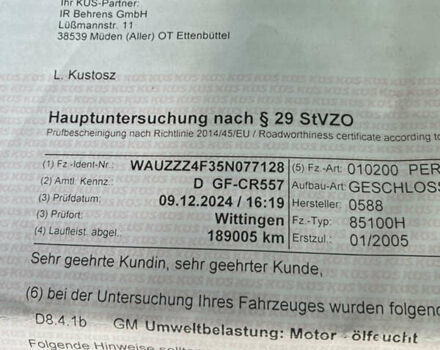 Ihr KÜS-Partner:
IR Behrens GmbH
Lüßmannstr. 11
38539 Müden (Aller) OT Ettenbüttel
L. Kustosz
Hauptuntersuchung nach § 29 StVZO
Prüfbescheinigung nach Richtlinie 2014/45/EU / Roadworthiness certificate according to
(1) Fz.-Ident-Nr.: WAUZZZ4F35N077128 (5) Fz.-Art: 010200 PER
(2) Amtl. Kennz.: D GF-CR557 Aufbau-Art: GESCHLOSS
(3) Prüfdatum: 09.12.2024 / 16:19 Hersteller: 0588
(3) Prüfort: Wittingen Fz.-Typ: 85100H
(4) Laufleist. abgel.: 189005 km Erstzul.: 01/2005
Sehr geehrte Kundin, sehr geehrter Kunde,
(6) bei der Untersuchung Ihres Fahrzeuges wurden folgend
D8.4.1b GM Umweltbelastung: Motor - ölfeucht
Folgende Hinweise